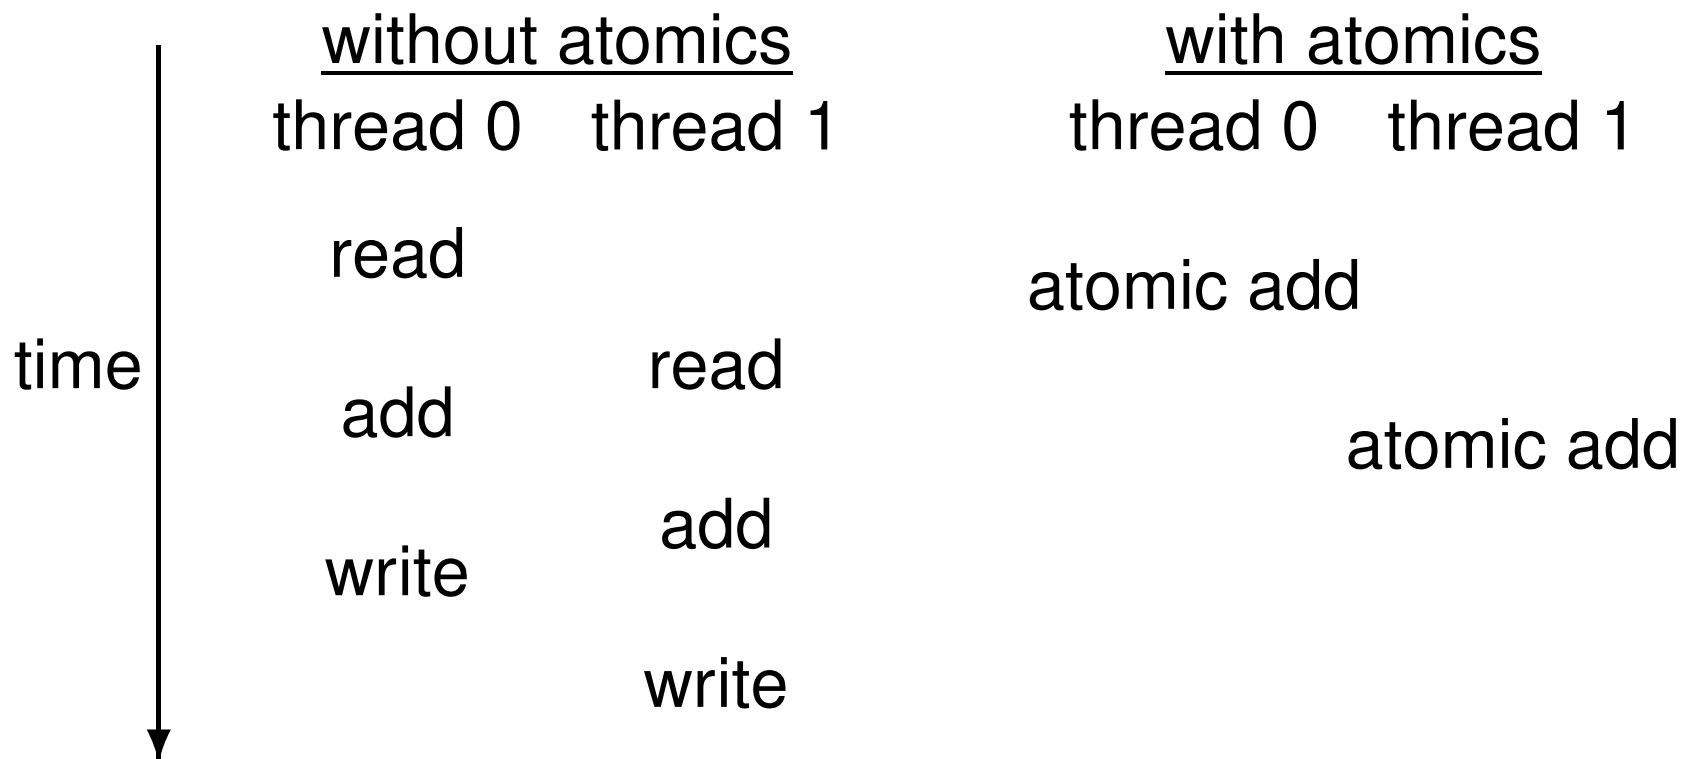 without atomics with atomics
thread 0 thread 1 thread 0 thread 1
read
atomic add
time
read
add
atomic add
add
write
write